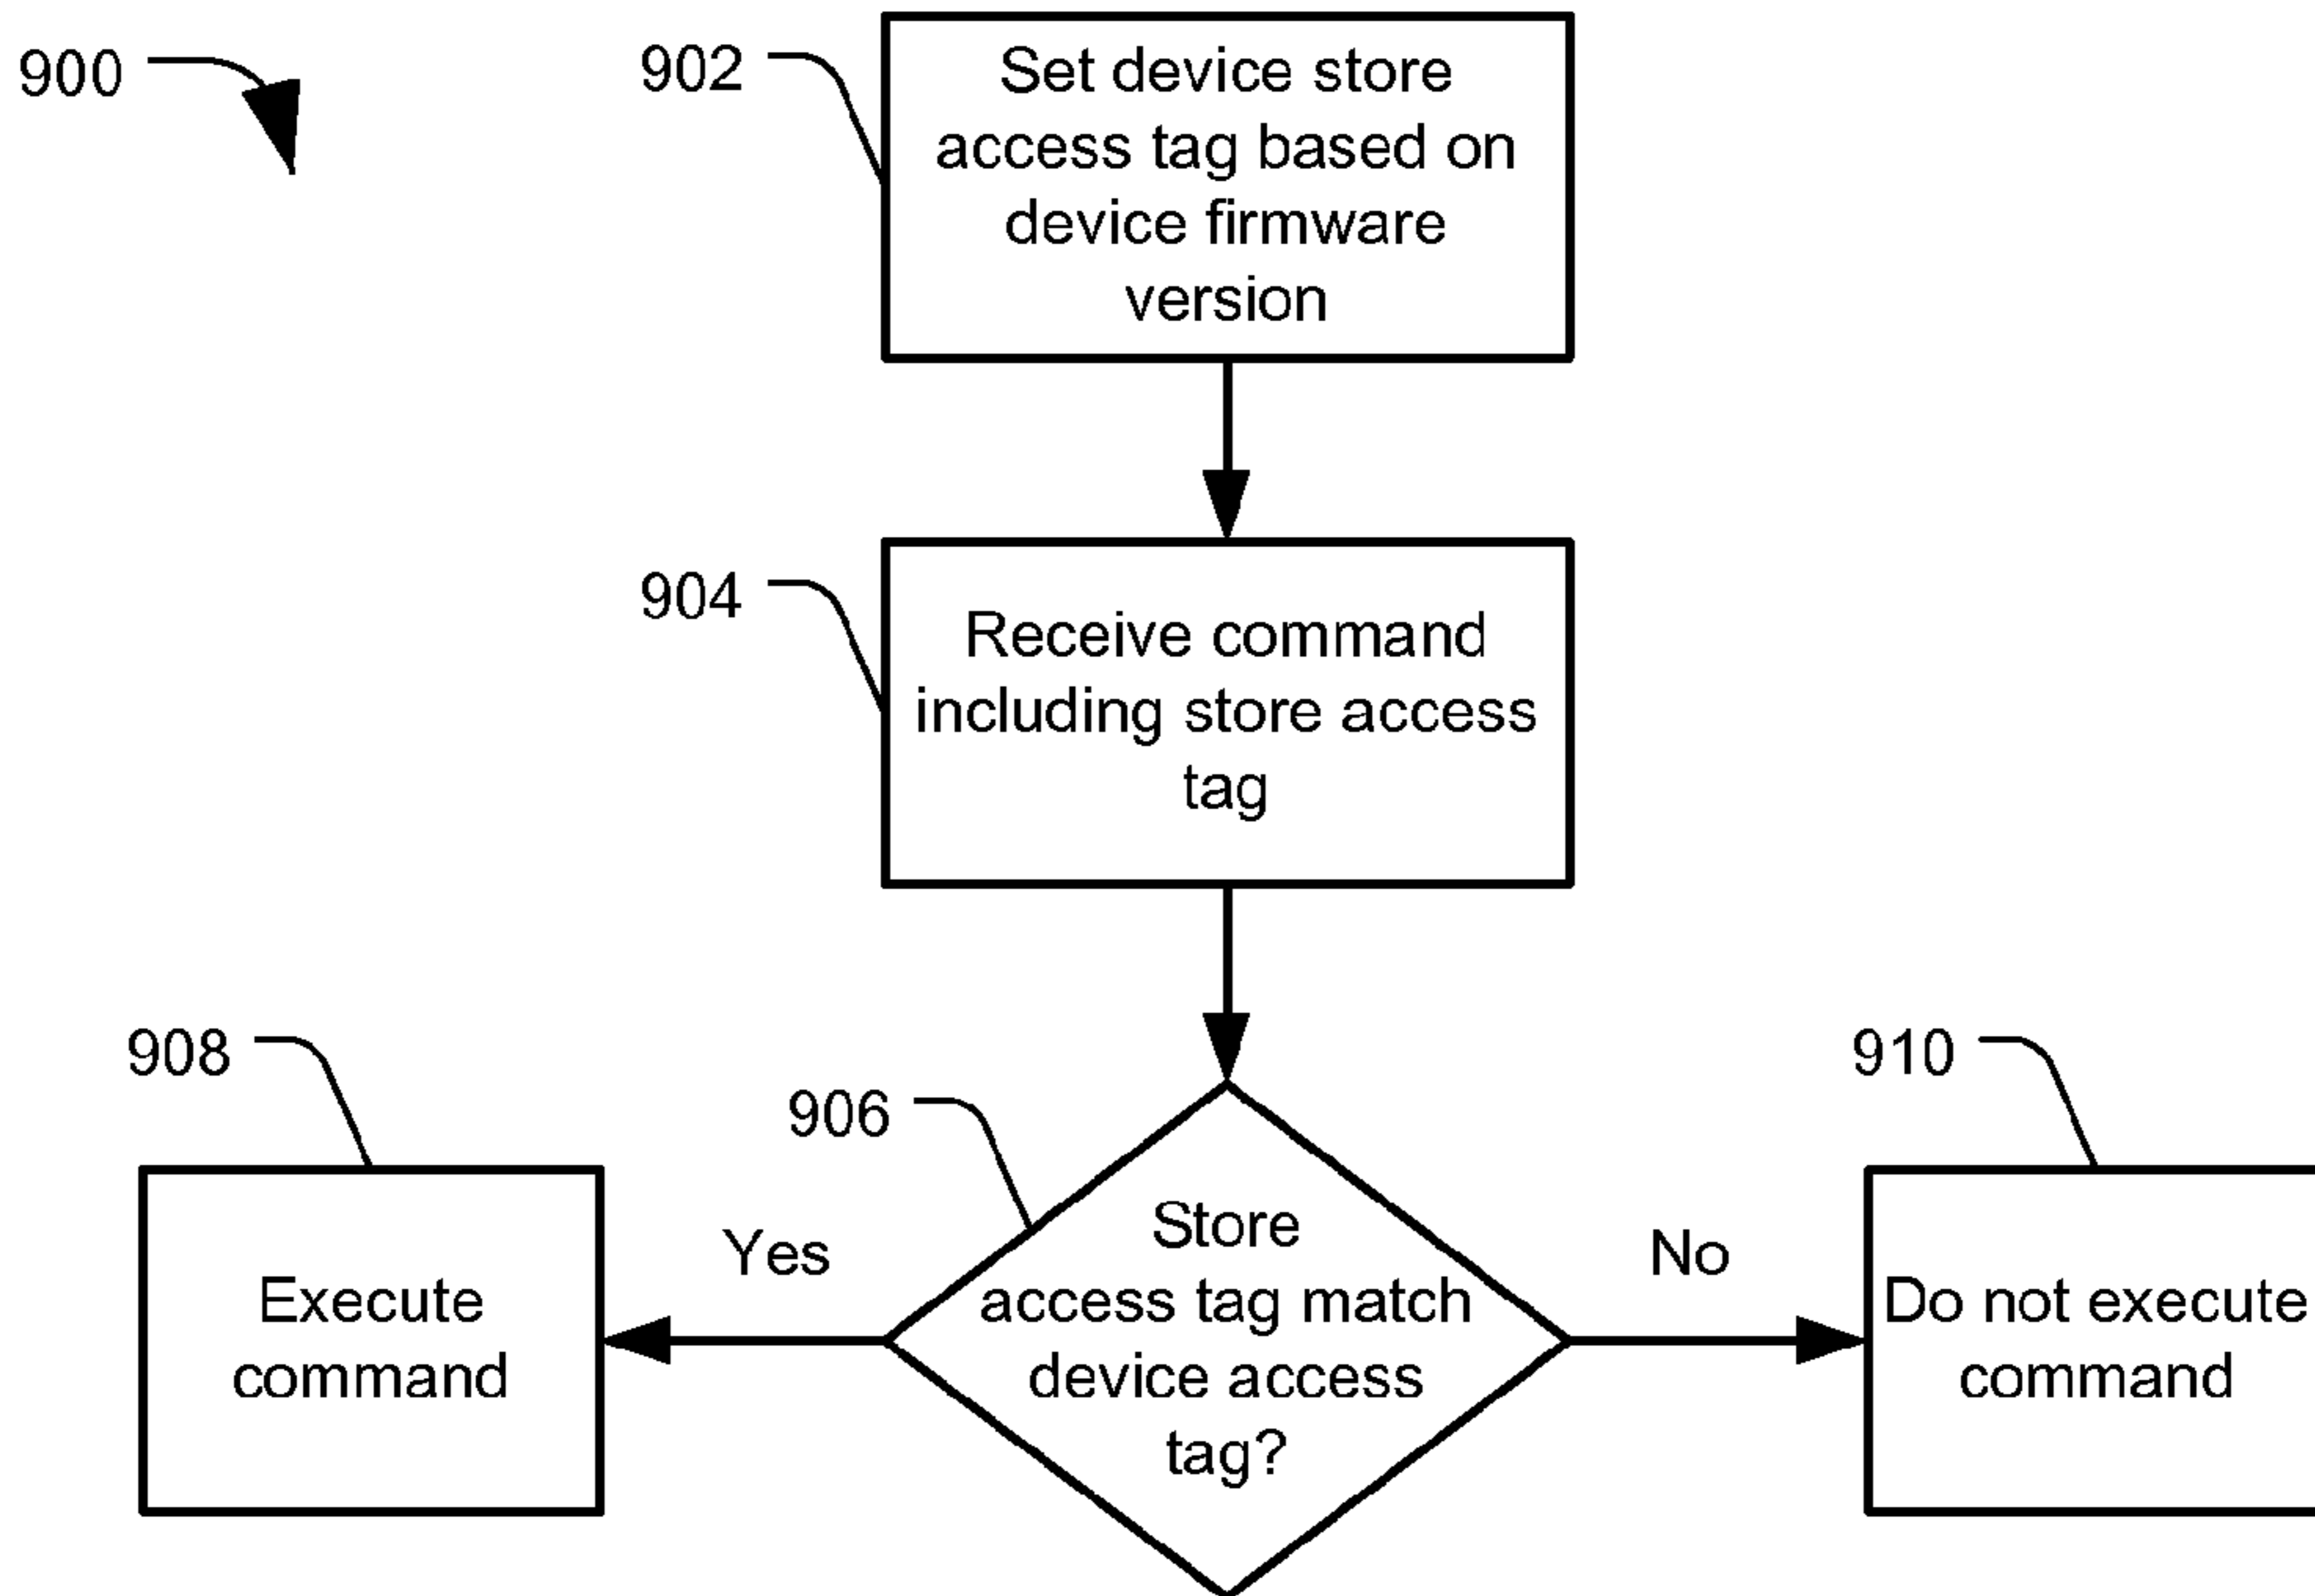 900
902
Set device store
access tag based on
device firmware
version
904
Receive command
including store access
tag
908
906
910
Store
access tag match
device access
tag?
Yes
No
Execute
command
Do not execute
command